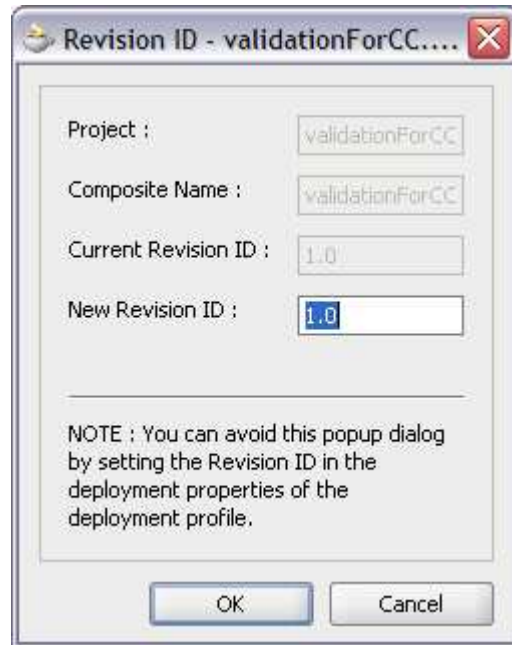 Revision ID - validationForCC....
Project : validationForCC
Composite Name : validationForCC
Current Revision ID : 1.0
New Revision ID : 1.0
NOTE : You can avoid this popup dialog
by setting the Revision ID in the
deployment properties of the
deployment profile.
OK Cancel